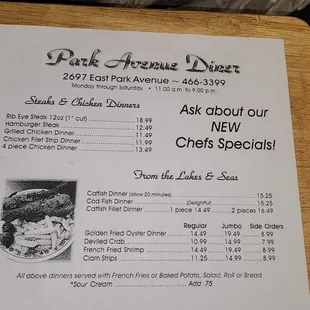 Park Avenue Diner
2697 East Park Avenue ~ 466-3399
Monday through Saturday • 11:00 a.m. to 9:00 p.m.
Steaks & Chicken Dinners
Rib Eye Steak 12oz (1" cut) 18.99
Hamburger Steak 12.49
Grilled Chicken Dinner 11.49
Chicken Filet Strip Dinner 11.99
4 piece Chicken Dinner 13.49
Ask about our
NEW
Chefs Specials!
From the Lakes & Seas
Catfish Dinner (allow 20 minutes) 15.25
Cod Fish Dinner (Delightful) 15.25
Catfish Filet Dinner 1 piece 14.49 2 pieces 16.49
Regular Jumbo Side Orders
Golden Fried Oyster Dinner 14.49 19.49 8.99
Deviled Crab 10.99 14.99 7.99
French Fried Shrimp 14.49 19.49 8.99
Clam Strips 11.25 14.25 8.99
All above dinners served with French Fries or Baked Potato, Salad, Roll or Bread
*Sour Cream Add .75